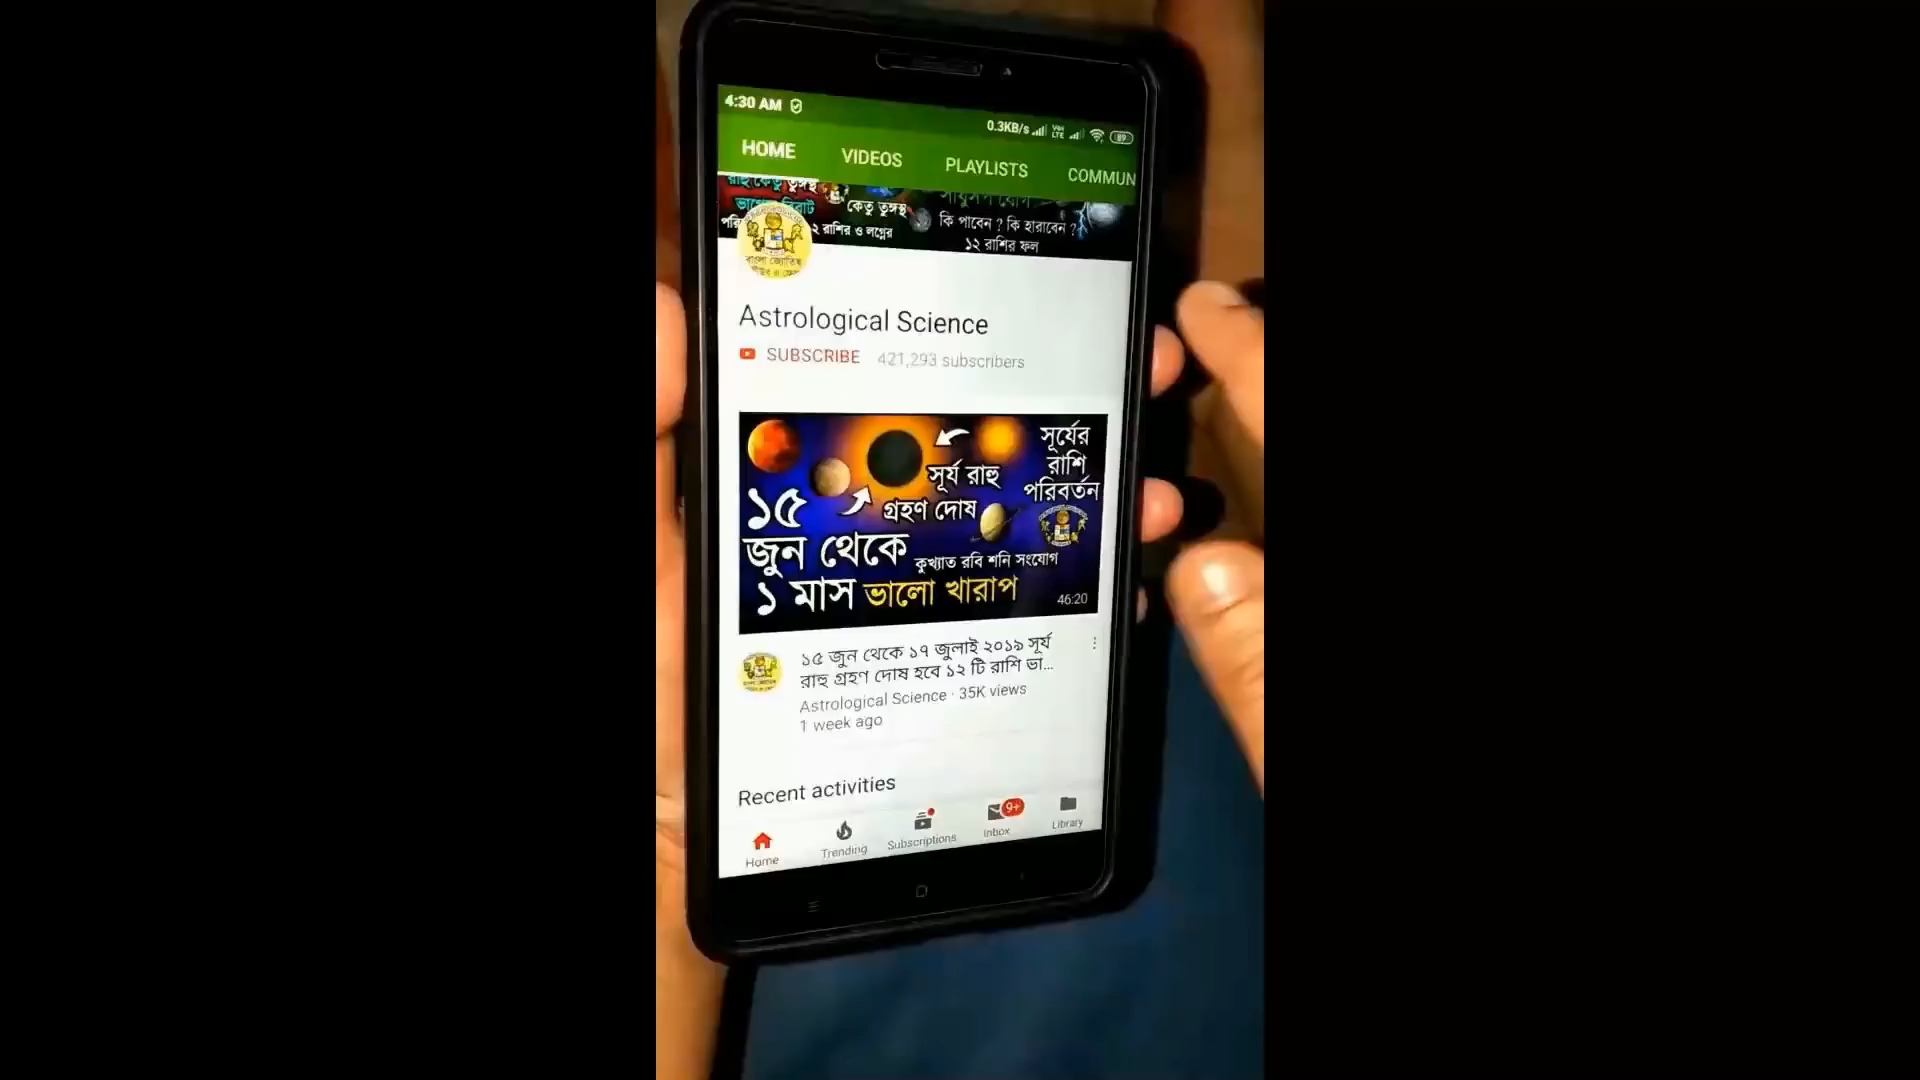 4:30 AM
0.3KB/s
89
HOME
VIDEOS
PLAYLISTS
COMMUN
রাহু কেতু তুঙ্গস্থ
কেতু তুঙ্গস্থ
২ রাশির ও লগ্নের
কি পাবেন ? কি হারাবেন ?
১২ রাশির ফল
Astrological Science
SUBSCRIBE 421,293 subscribers
সূর্যের
রাশি
পরিবর্তন
সূর্য রাহু
গ্রহণ দোষ
১৫
জুন থেকে
কুখ্যাত রবি শনি সংযোগ
১ মাস ভালো খারাপ
46:20
১৫ জুন থেকে ১৭ জুলাই ২০১৯ সূর্য
রাহু গ্রহণ দোষ হবে ১২ টি রাশি ভা...
Astrological Science · 35K views
1 week ago
Recent activities
9+
Home
Trending
Subscriptions
Inbox
Library